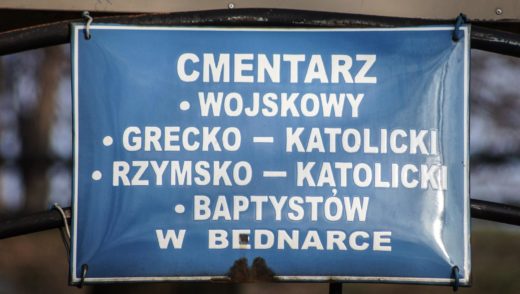 CMENTARZ
• WOJSKOWY
• GRECKO – KATOLICKI
• RZYMSKO – KATOLICKI
• BAPTYSTÓW
W BEDNARCE